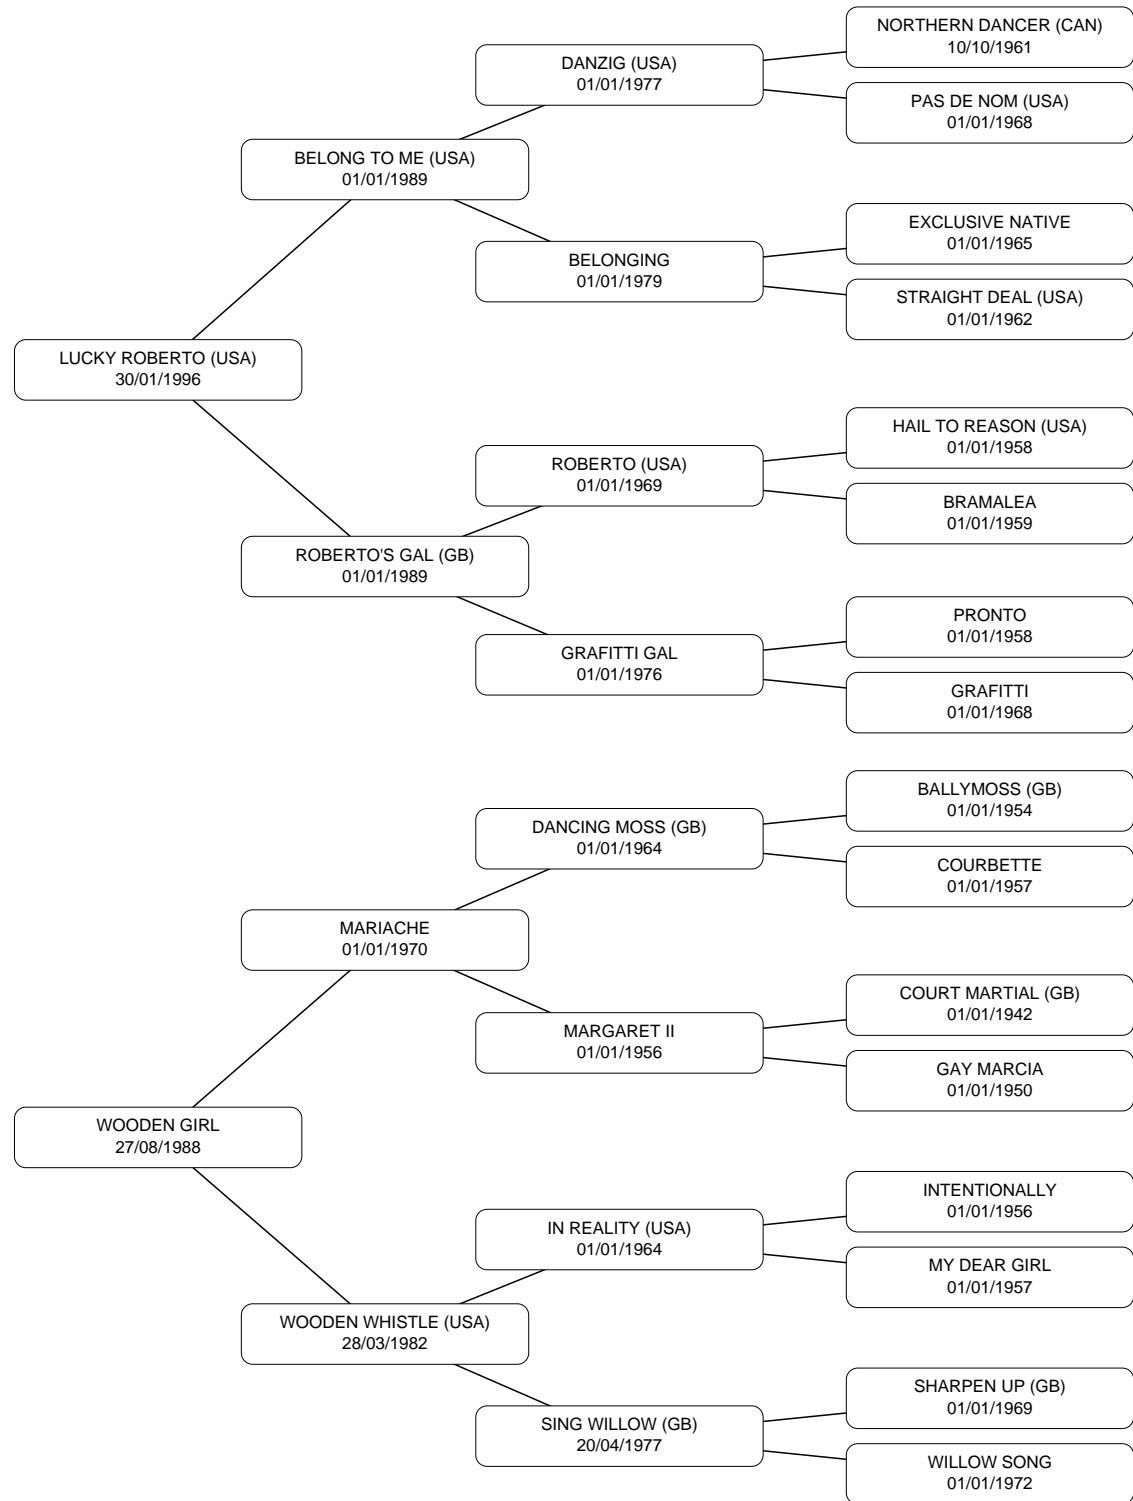 NORTHERN DANCER (CAN)
10/10/1961
DANZIG (USA)
01/01/1977
PAS DE NOM (USA)
01/01/1968
BELONG TO ME (USA)
01/01/1989
EXCLUSIVE NATIVE
01/01/1965
BELONGING
01/01/1979
STRAIGHT DEAL (USA)
01/01/1962
LUCKY ROBERTO (USA)
30/01/1996
HAIL TO REASON (USA)
01/01/1958
ROBERTO (USA)
01/01/1969
BRAMALEA
01/01/1959
ROBERTO'S GAL (GB)
01/01/1989
PRONTO
01/01/1958
GRAFITTI GAL
01/01/1976
GRAFITTI
01/01/1968
BALLYMOSS (GB)
01/01/1954
DANCING MOSS (GB)
01/01/1964
COURBETTE
01/01/1957
MARIACHE
01/01/1970
COURT MARTIAL (GB)
01/01/1942
MARGARET II
01/01/1956
GAY MARCIA
01/01/1950
WOODEN GIRL
27/08/1988
INTENTIONALLY
01/01/1956
IN REALITY (USA)
01/01/1964
MY DEAR GIRL
01/01/1957
WOODEN WHISTLE (USA)
28/03/1982
SHARPEN UP (GB)
01/01/1969
SING WILLOW (GB)
20/04/1977
WILLOW SONG
01/01/1972